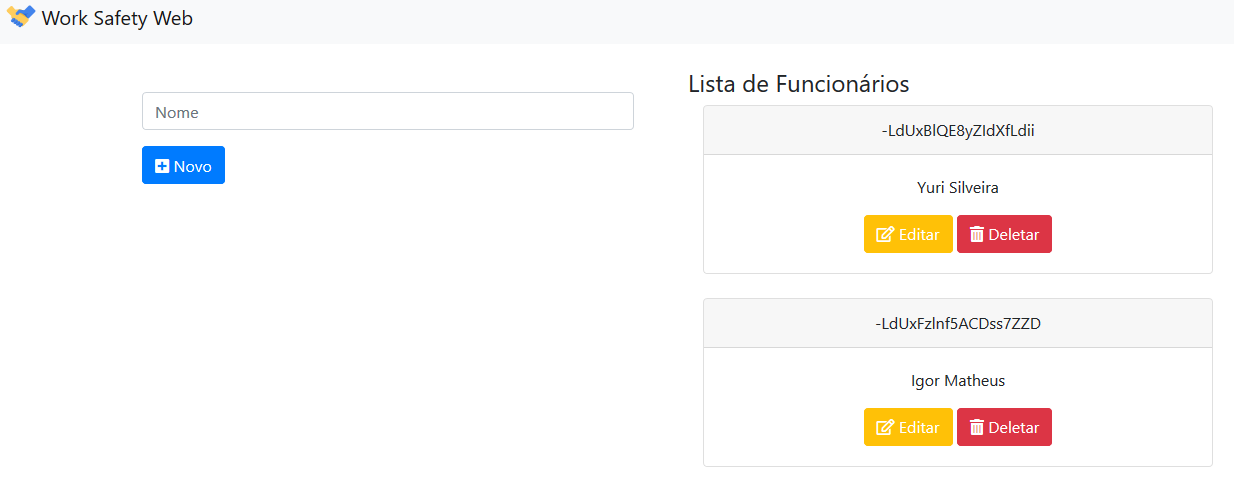 Work Safety Web
Nome
Novo
Lista de Funcionários
-LdUxBlQE8yZIdXfLdii
Yuri Silveira
Editar Deletar
-LdUxFzlnf5ACDss7ZZD
Igor Matheus
Editar Deletar